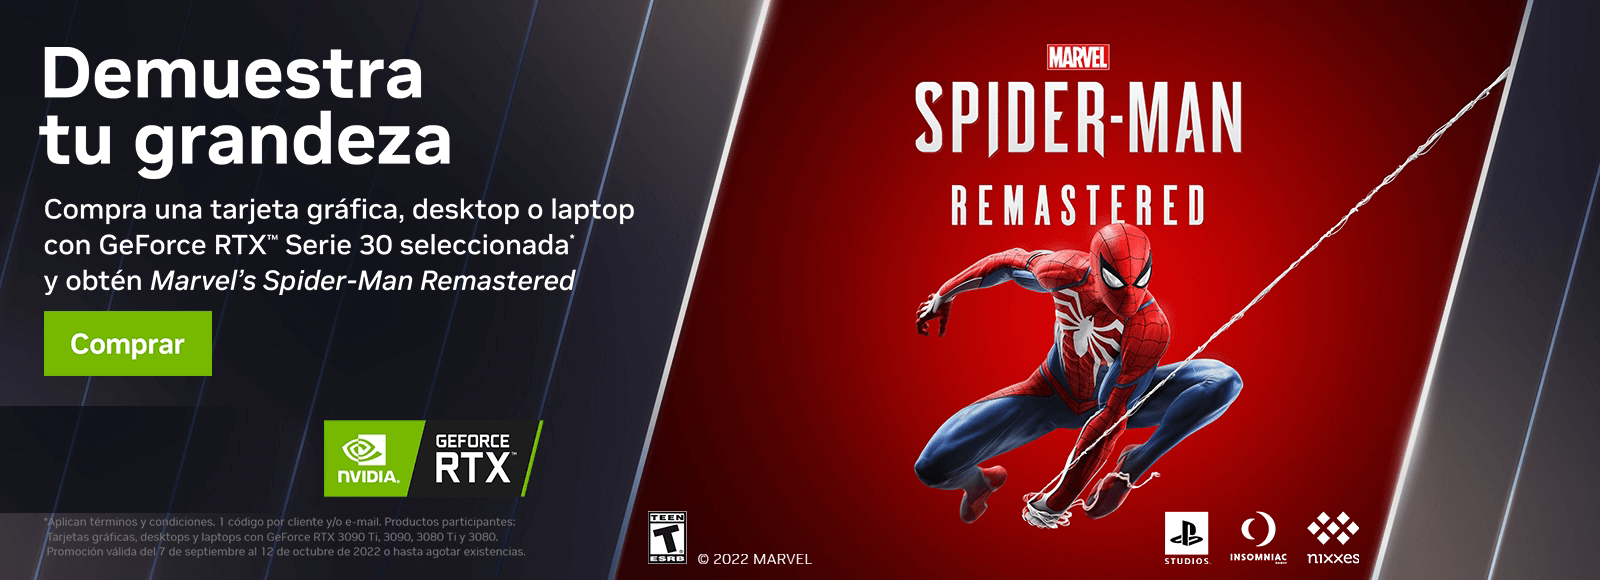 Demuestra
tu grandeza
Compra una tarjeta gráfica, desktop o laptop
con GeForce RTX™ Serie 30 seleccionada*
y obtén Marvel's Spider-Man Remastered
Comprar
NVIDIA.
GEFORCE
RTX™
*Aplican términos y condiciones. 1 código por cliente y/o e-mail. Productos participantes:
Tarjetas gráficas, desktops y laptops con GeForce RTX 3090 Ti, 3090, 3080 Ti y 3080.
Promoción válida del 7 de septiembre al 12 de octubre de 2022 o hasta agotar existencias.
MARVEL
SPIDER-MAN
REMASTERED
TEEN
T
ESRB
© 2022 MARVEL
STUDIOS
INSOMNIAC
GAMES
nixxes